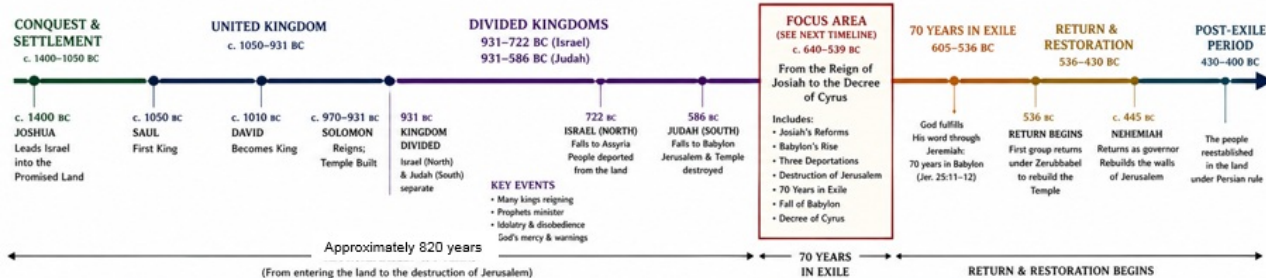 CONQUEST &
SETTLEMENT
c. 1400–1050 BC
UNITED KINGDOM
c. 1050–931 BC
DIVIDED KINGDOMS
931–722 BC (Israel)
931–586 BC (Judah)
FOCUS AREA
(SEE NEXT TIMELINE)
c. 640–539 BC
From the Reign of
Josiah to the Decree
of Cyrus
Includes:
• Josiah's Reforms
• Babylon's Rise
• Three Deportations
• Destruction of Jerusalem
• 70 Years in Exile
• Fall of Babylon
• Decree of Cyrus
70 YEARS IN EXILE
605–536 BC
RETURN &
RESTORATION
536–430 BC
POST-EXILE
PERIOD
430–400 BC
c. 1400 BC
JOSHUA
Leads Israel
into the
Promised Land
c. 1050 BC
SAUL
First King
c. 1010 BC
DAVID
Becomes King
c. 970–931 BC
SOLOMON
Reigns;
Temple Built
931 BC
KINGDOM
DIVIDED
Israel (North)
& Judah (South)
separate
KEY EVENTS
• Many kings reigning
• Prophets minister
• Idolatry & disobedience
God's mercy & warnings
722 BC
ISRAEL (NORTH)
Falls to Assyria
People deported
from the land
586 BC
JUDAH (SOUTH)
Falls to Babylon
Jerusalem & Temple
destroyed
God fulfills
His word through
Jeremiah:
70 years in Babylon
(Jer. 25:11–12)
536 BC
RETURN BEGINS
First group returns
under Zerubbabel
to rebuild the
Temple
c. 445 BC
NEHEMIAH
Returns as governor
Rebuilds the walls
of Jerusalem
The people
reestablished
in the land
under Persian rule
Approximately 820 years
(From entering the land to the destruction of Jerusalem)
70 YEARS
IN EXILE
RETURN & RESTORATION BEGINS